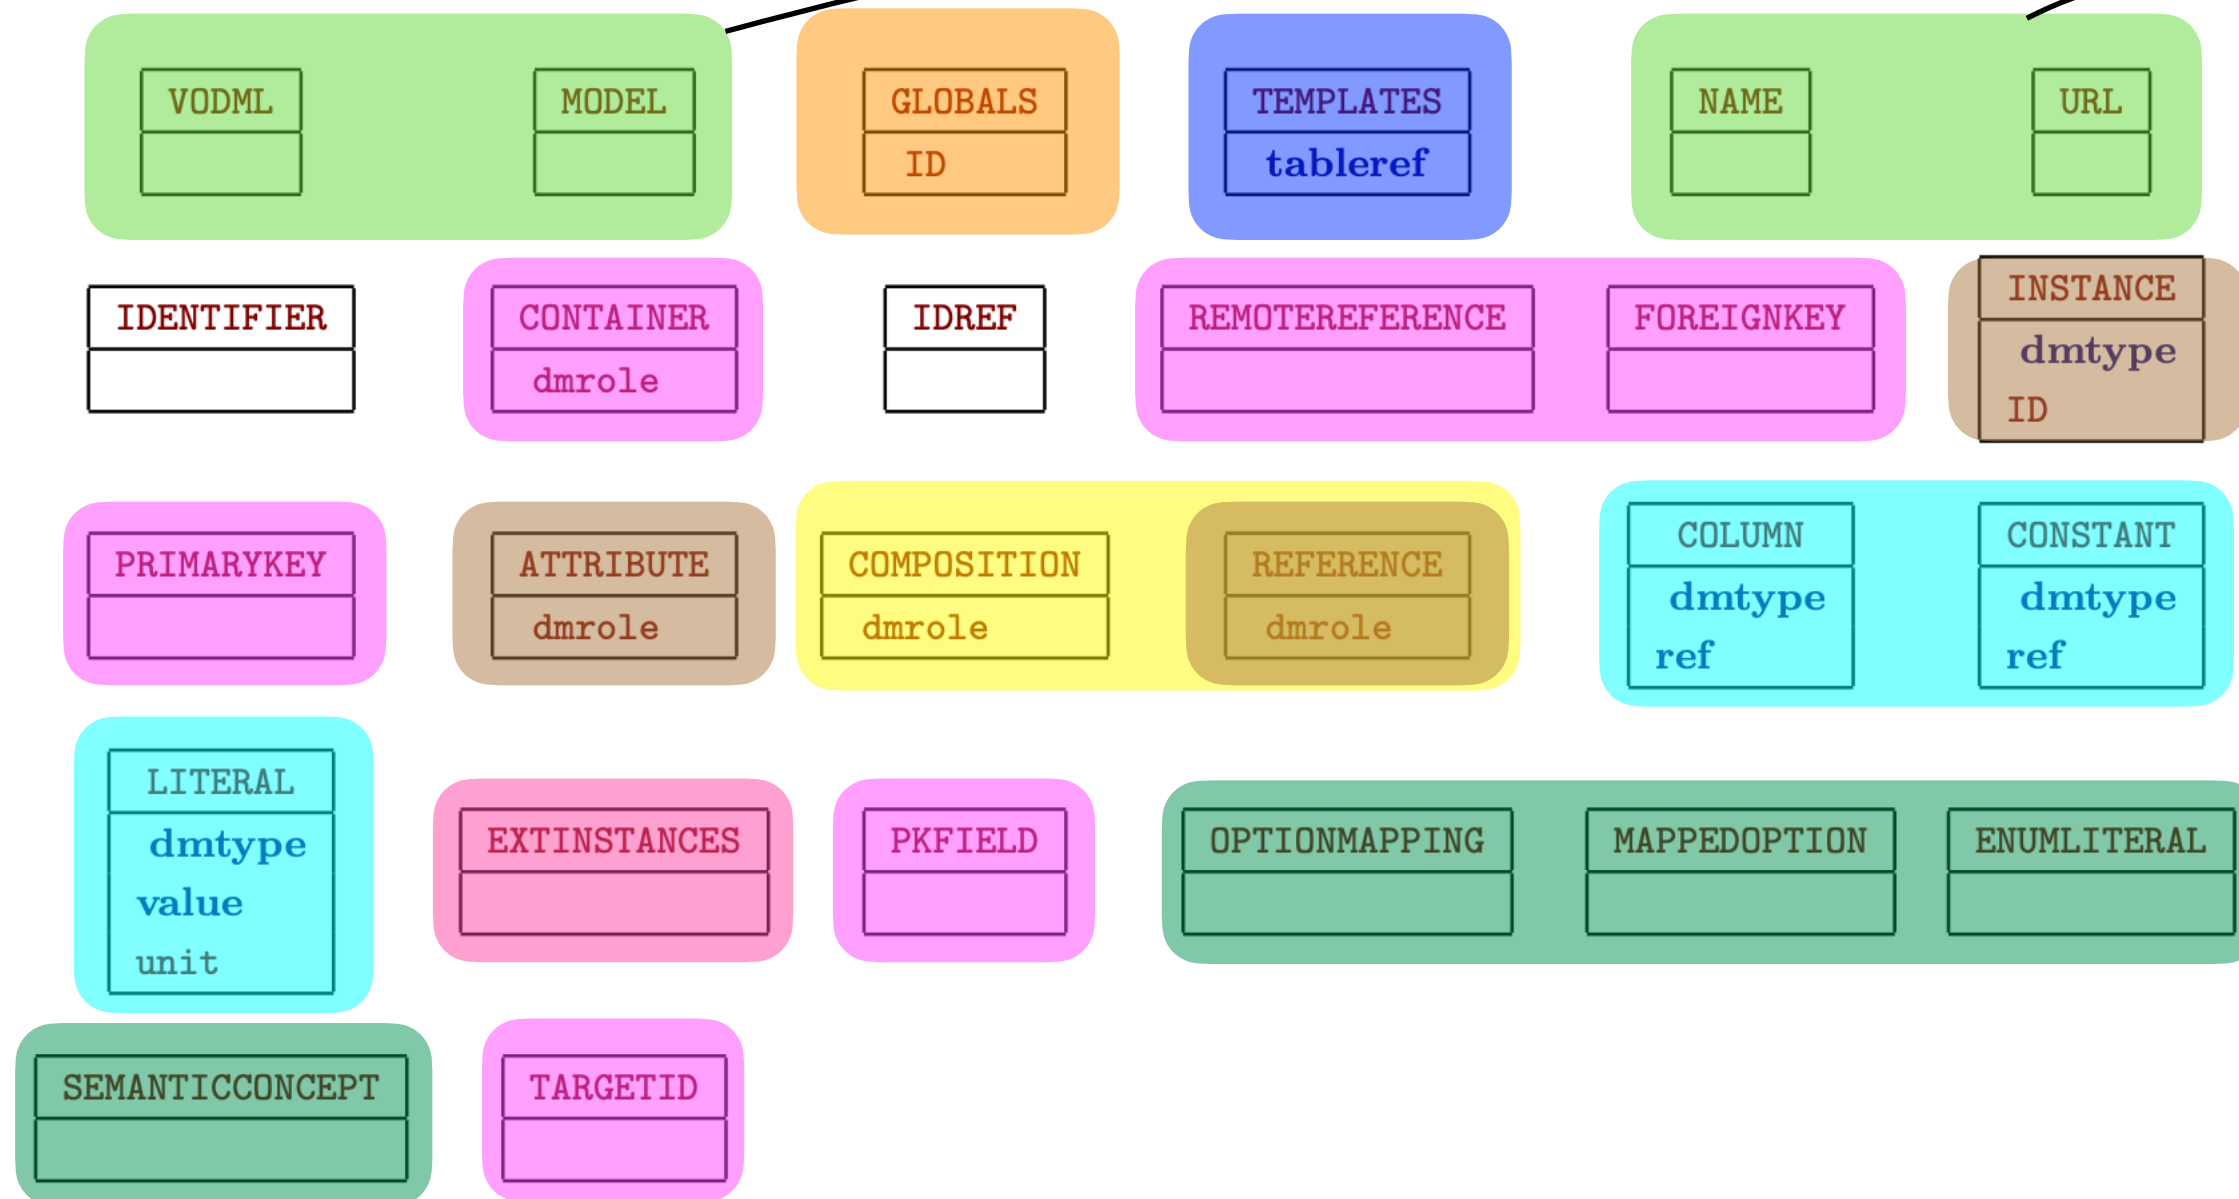 VODML
MODEL
GLOBALS
ID
TEMPLATES
tableref
NAME
URL
IDENTIFIER
CONTAINER
dmrole
IDREF
REMOTEREFERENCE
FOREIGNKEY
INSTANCE
dmtype
ID
PRIMARYKEY
ATTRIBUTE
dmrole
COMPOSITION
dmrole
REFERENCE
dmrole
COLUMN
dmtype
ref
CONSTANT
dmtype
ref
LITERAL
dmtype
value
unit
EXTINSTANCES
PKFIELD
OPTIONMAPPING
MAPPEDOPTION
ENUMLITERAL
SEMANTICCONCEPT
TARGETID